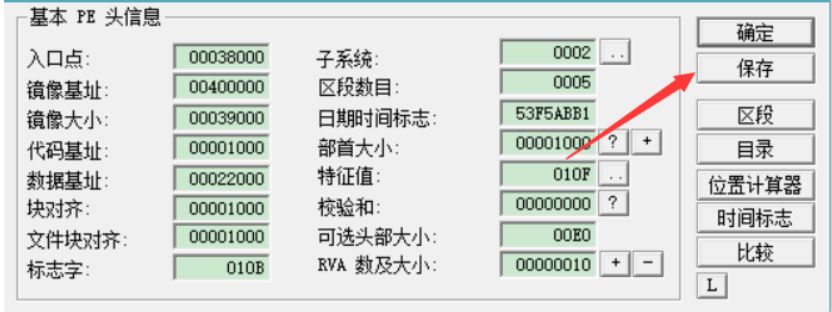 基本 PE 头信息
入口点: 00038000 子系统: 0002 ..
镜像基址: 00400000 区段数目: 0005
镜像大小: 00039000 日期时间标志: 53F5ABB1
代码基址: 00001000 部首大小: 00001000 ? +
数据基址: 00022000 特征值: 010F ..
块对齐: 00001000 校验和: 00000000 ?
文件块对齐: 00001000 可选头部大小: 00E0
标志字: 010B RVA 数及大小: 00000010 + -
确定
保存
区段
目录
位置计算器
时间标志
比较
L